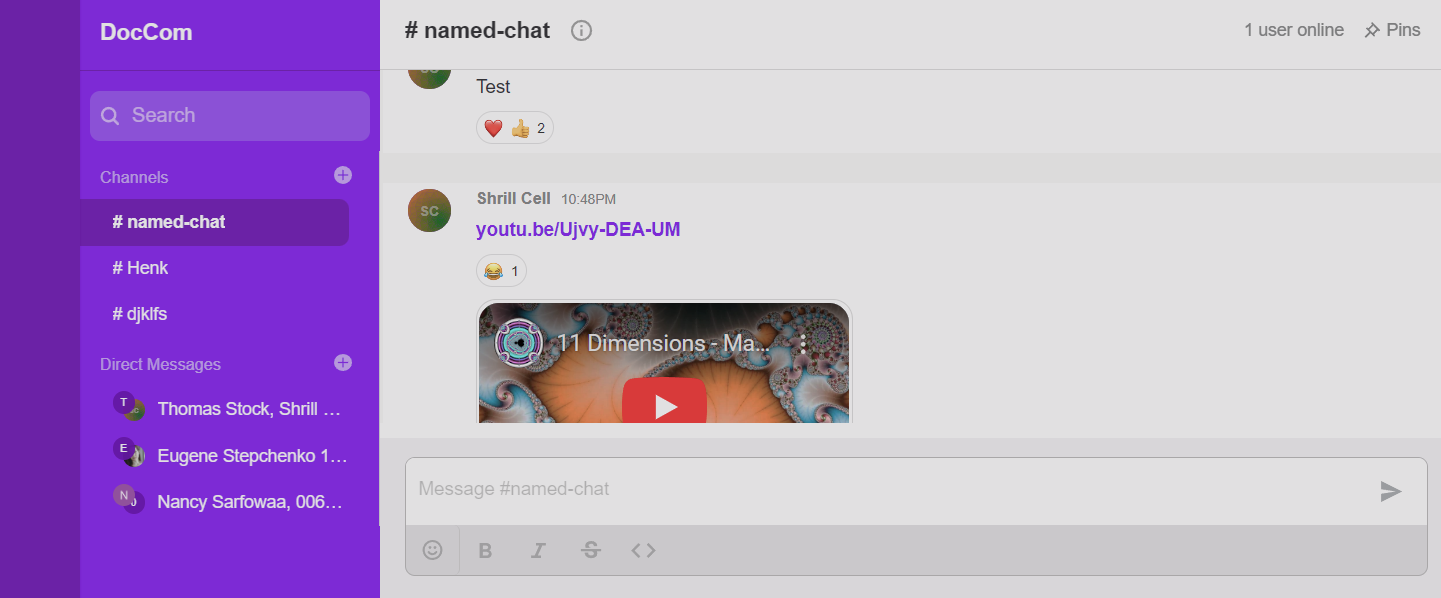 DocCom
Search
Channels
# named-chat
# Henk
# djklfs
Direct Messages
T
Thomas Stock, Shrill …
E
Eugene Stepchenko 1…
N
Nancy Sarfowaa, 006…
# named-chat
1 user online
Pins
Test
2
SC
Shrill Cell 10:48PM
youtu.be/Ujvy-DEA-UM
1
11 Dimensions - Ma…
Message #named-chat
B I S <>